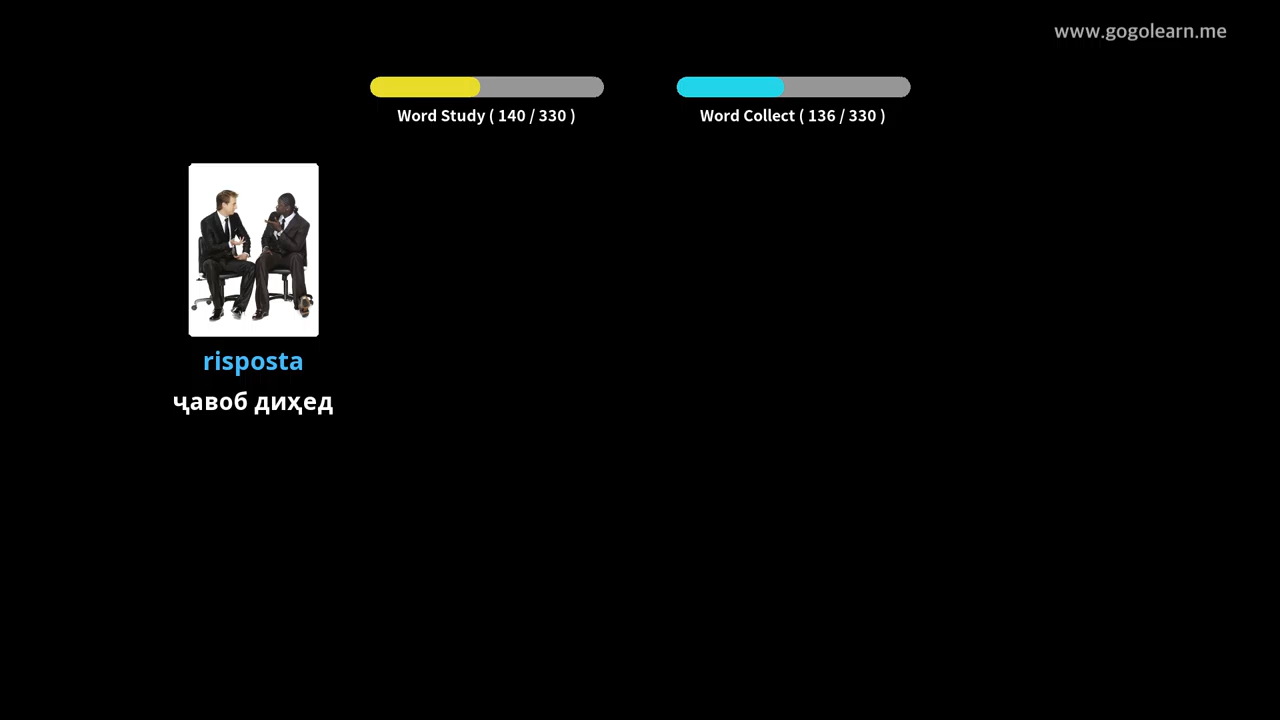 www.gogolearn.me
Word Study ( 140 / 330 )
Word Collect ( 136 / 330 )
risposta
ҷавоб диҳед